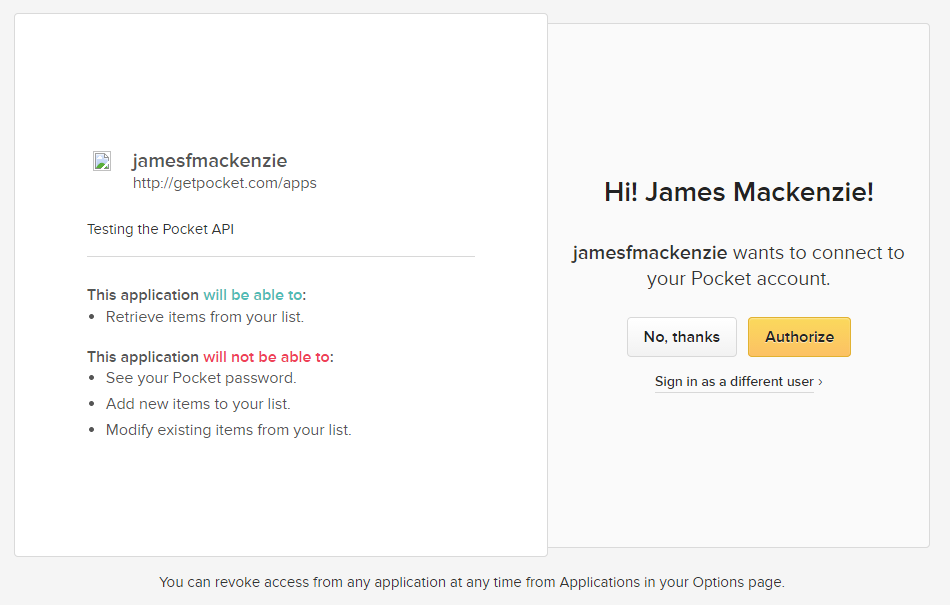 jamesfmackenzie
http://getpocket.com/apps
Testing the Pocket API
This application will be able to:
• Retrieve items from your list.
This application will not be able to:
• See your Pocket password.
• Add new items to your list.
• Modify existing items from your list.
Hi! James Mackenzie!
jamesfmackenzie wants to connect to
your Pocket account.
No, thanks
Authorize
Sign in as a different user ›
You can revoke access from any application at any time from Applications in your Options page.